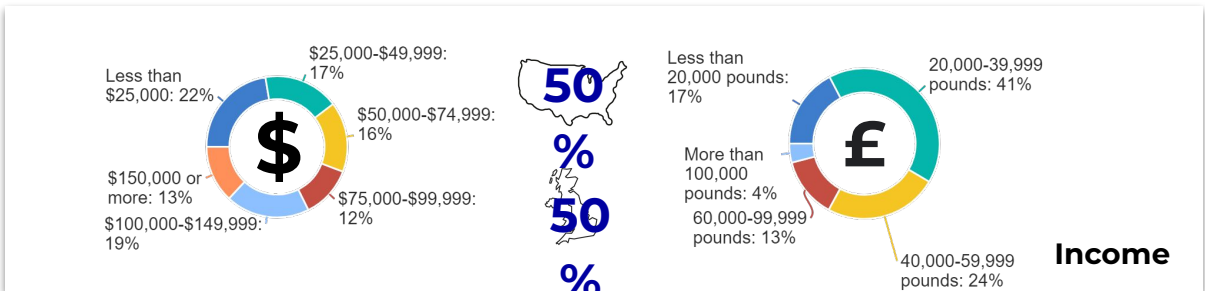 $25,000-$49,999:
17%
Less than
$25,000: 22%
$50,000-$74,999:
16%
$
$150,000 or
more: 13%
$75,000-$99,999:
12%
$100,000-$149,999:
19%
50
%
50
%
Less than
20,000 pounds:
17%
20,000-39,999
pounds: 41%
£
More than
100,000
pounds: 4%
60,000-99,999
pounds: 13%
40,000-59,999
pounds: 24%
Income